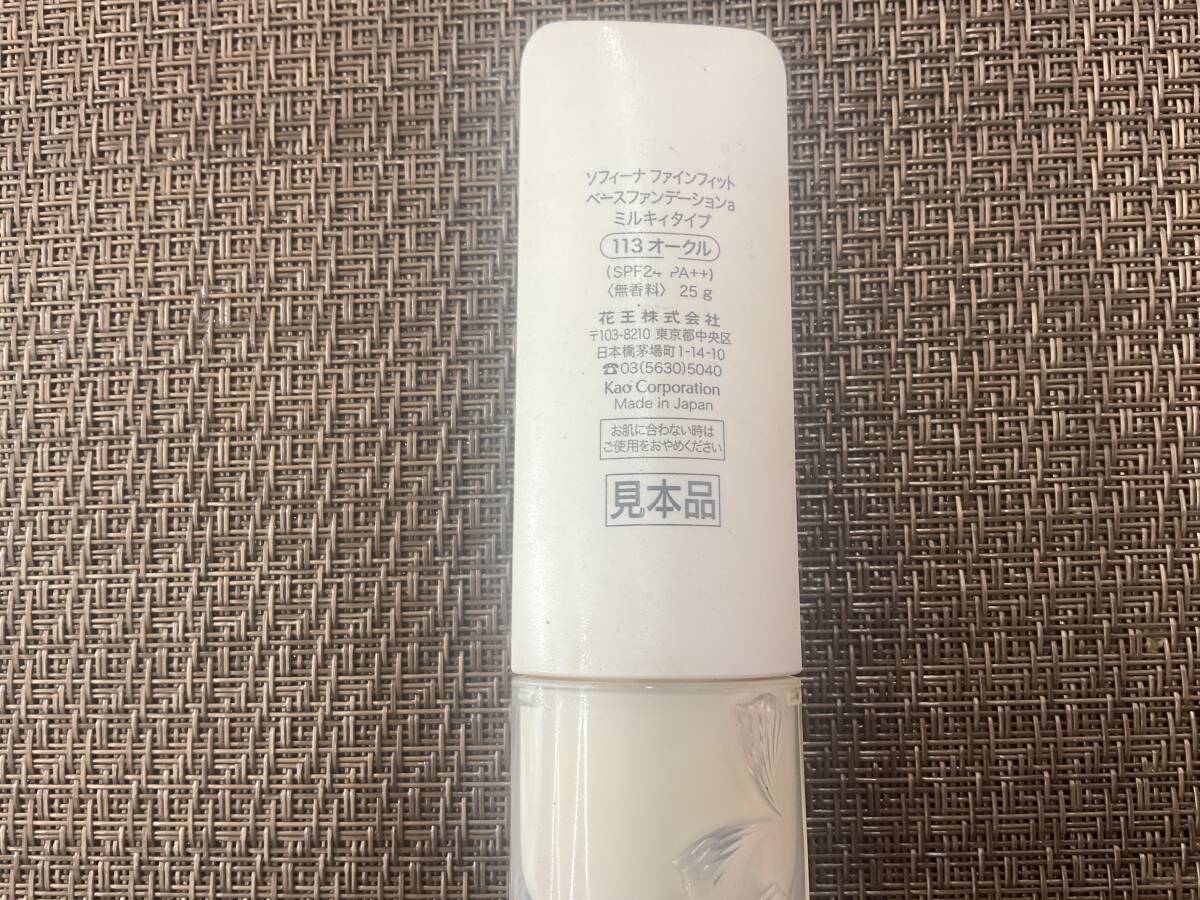 ソフィーナ ファインフィット
ベースファンデーションa
ミルキィタイプ
113 オークル
(SPF24 PA++)
〈無香料〉 25 g
花王株式会社
〒103-8210 東京都中央区
日本橋茅場町1-14-10
☎03(5630)5040
Kao Corporation
Made in Japan
お肌に合わない時は
ご使用をおやめください
見本品